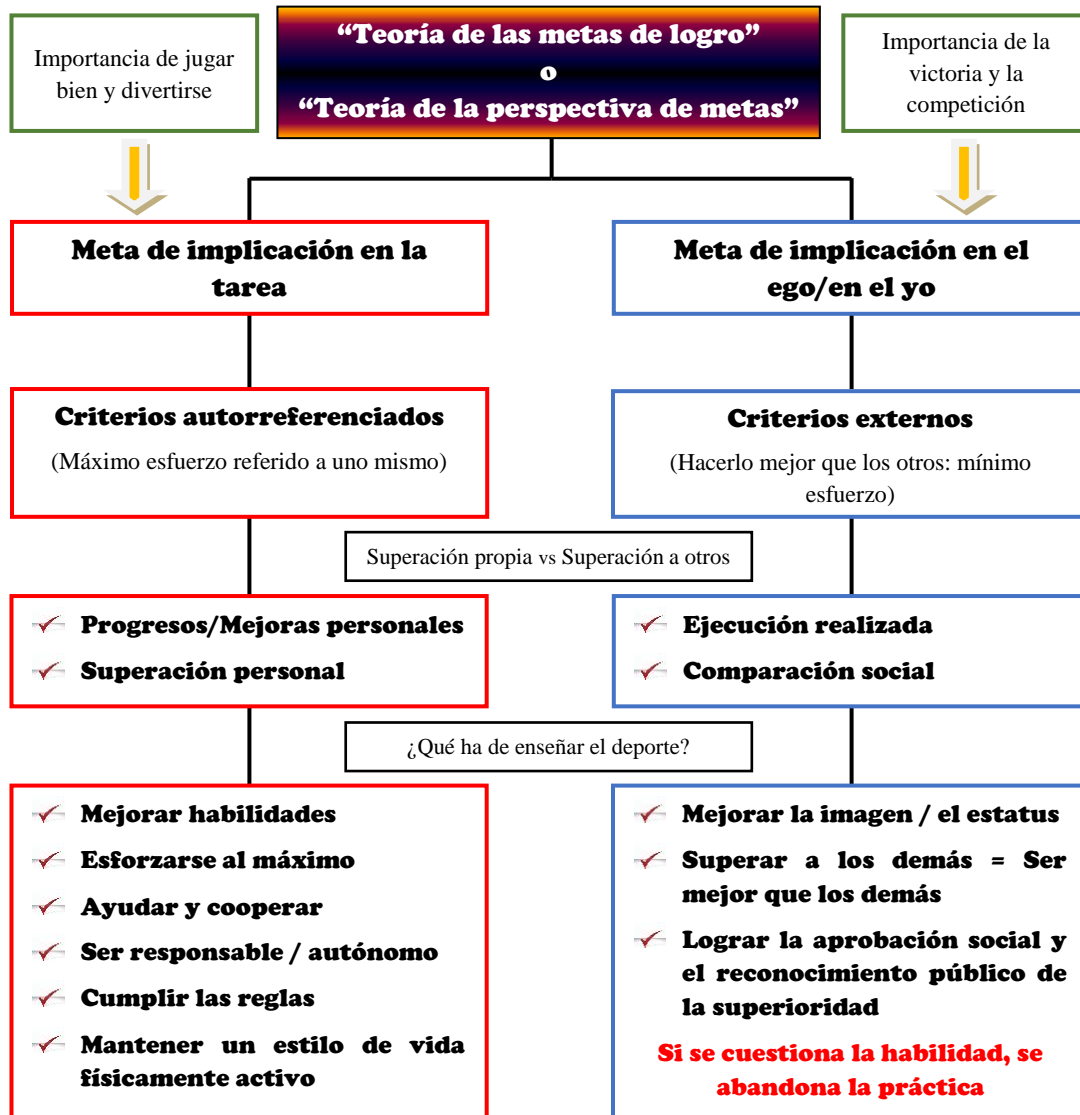 Importancia de jugar
bien y divertirse
“Teoría de las metas de logro”
o
“Teoría de la perspectiva de metas”
Importancia de la
victoria y la
competición
Meta de implicación en la
tarea
Meta de implicación en el
ego/en el yo
Criterios autorreferenciados
(Máximo esfuerzo referido a uno mismo)
Criterios externos
(Hacerlo mejor que los otros: mínimo
esfuerzo)
Superación propia vs Superación a otros
Progresos/Mejoras personales
Superación personal
Ejecución realizada
Comparación social
¿Qué ha de enseñar el deporte?
Mejorar habilidades
Esforzarse al máximo
Ayudar y cooperar
Ser responsable / autónomo
Cumplir las reglas
Mantener un estilo de vida
físicamente activo
Mejorar la imagen / el estatus
Superar a los demás = Ser
mejor que los demás
Lograr la aprobación social y
el reconocimiento público de
la superioridad
Si se cuestiona la habilidad, se
abandona la práctica